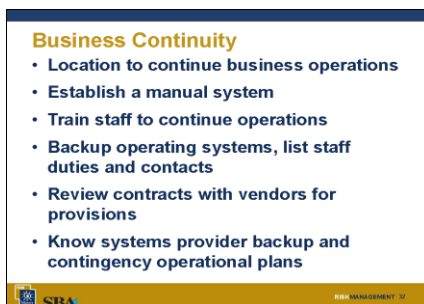 Business Continuity
• Location to continue business operations
• Establish a manual system
• Train staff to continue operations
• Backup operating systems, list staff
duties and contacts
• Review contracts with vendors for
provisions
• Know systems provider backup and
contingency operational plans
SBA
RISK MANAGEMENT